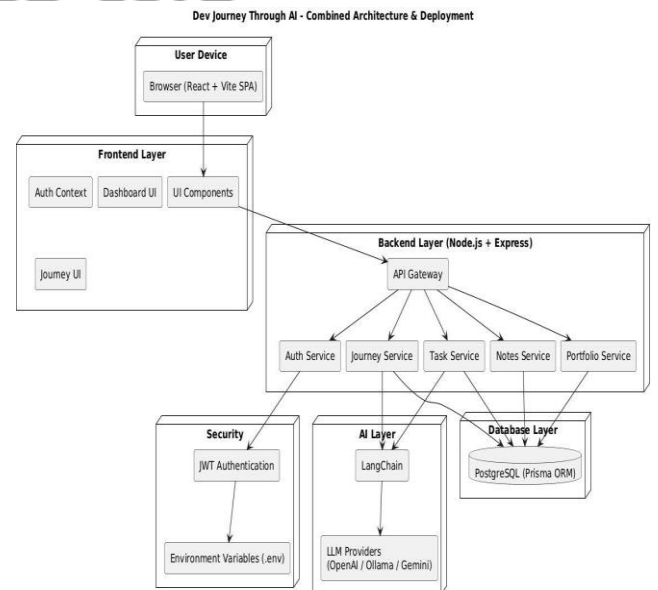 Dev Journey Through AI - Combined Architecture & Deployment
User Device
Browser (React + Vite SPA)
Frontend Layer
Auth Context
Dashboard UI
UI Components
Journey UI
Backend Layer (Node.js + Express)
API Gateway
Auth Service
Journey Service
Task Service
Notes Service
Portfolio Service
Security
JWT Authentication
Environment Variables (.env)
AI Layer
LangChain
LLM Providers
(OpenAI / Ollama / Gemini)
Database Layer
PostgreSQL (Prisma ORM)